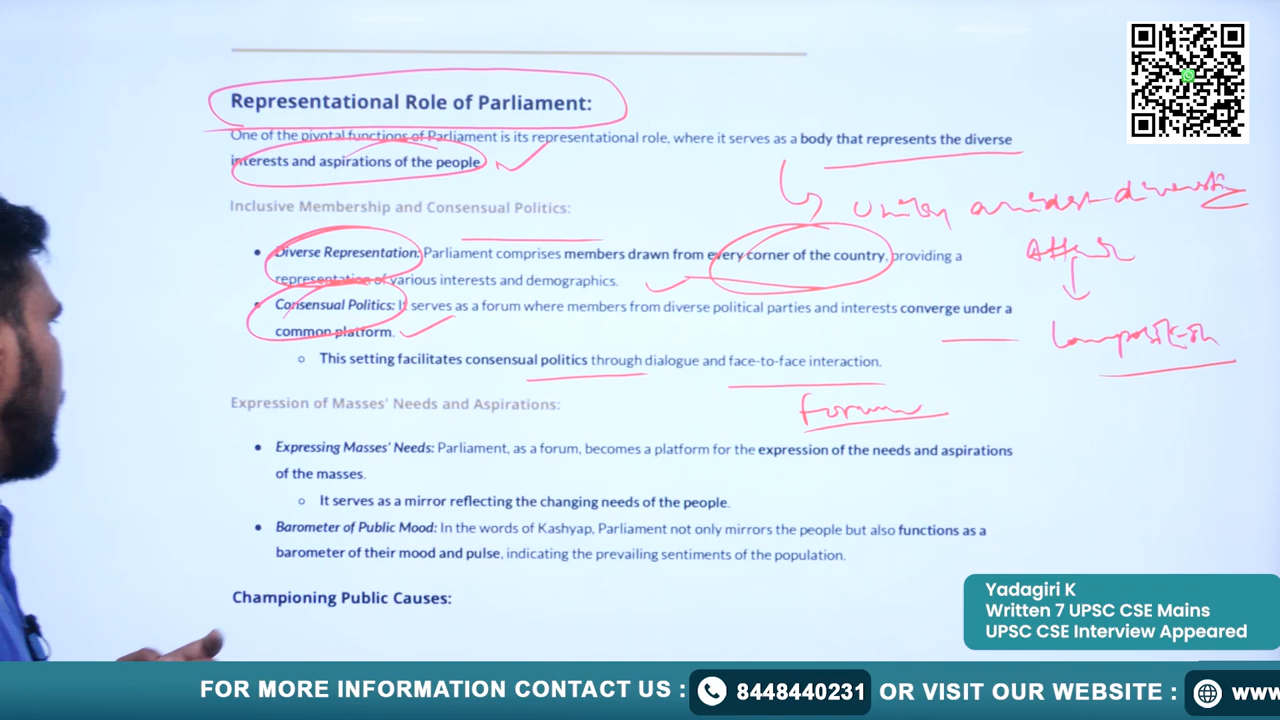 Representational Role of Parliament:
One of the pivotal functions of Parliament is its representational role, where it serves as a body that represents the diverse
interests and aspirations of the people
unity amidst diversity
Inclusive Membership and Consensual Politics:
Diverse Representation: Parliament comprises members drawn from every corner of the country, providing a
representation of various interests and demographics.
Consensual Politics: It serves as a forum where members from diverse political parties and interests converge under a
common platform.
composition
This setting facilitates consensual politics through dialogue and face-to-face interaction.
Forum
Expression of Masses' Needs and Aspirations:
Expressing Masses' Needs: Parliament, as a forum, becomes a platform for the expression of the needs and aspirations
of the masses.
It serves as a mirror reflecting the changing needs of the people.
Barometer of Public Mood: In the words of Kashyap, Parliament not only mirrors the people but also functions as a
barometer of their mood and pulse, indicating the prevailing sentiments of the population.
Championing Public Causes:
Yadagiri K
Written 7 UPSC CSE Mains
UPSC CSE Interview Appeared
FOR MORE INFORMATION CONTACT US : 8448440231 OR VISIT OUR WEBSITE : www.